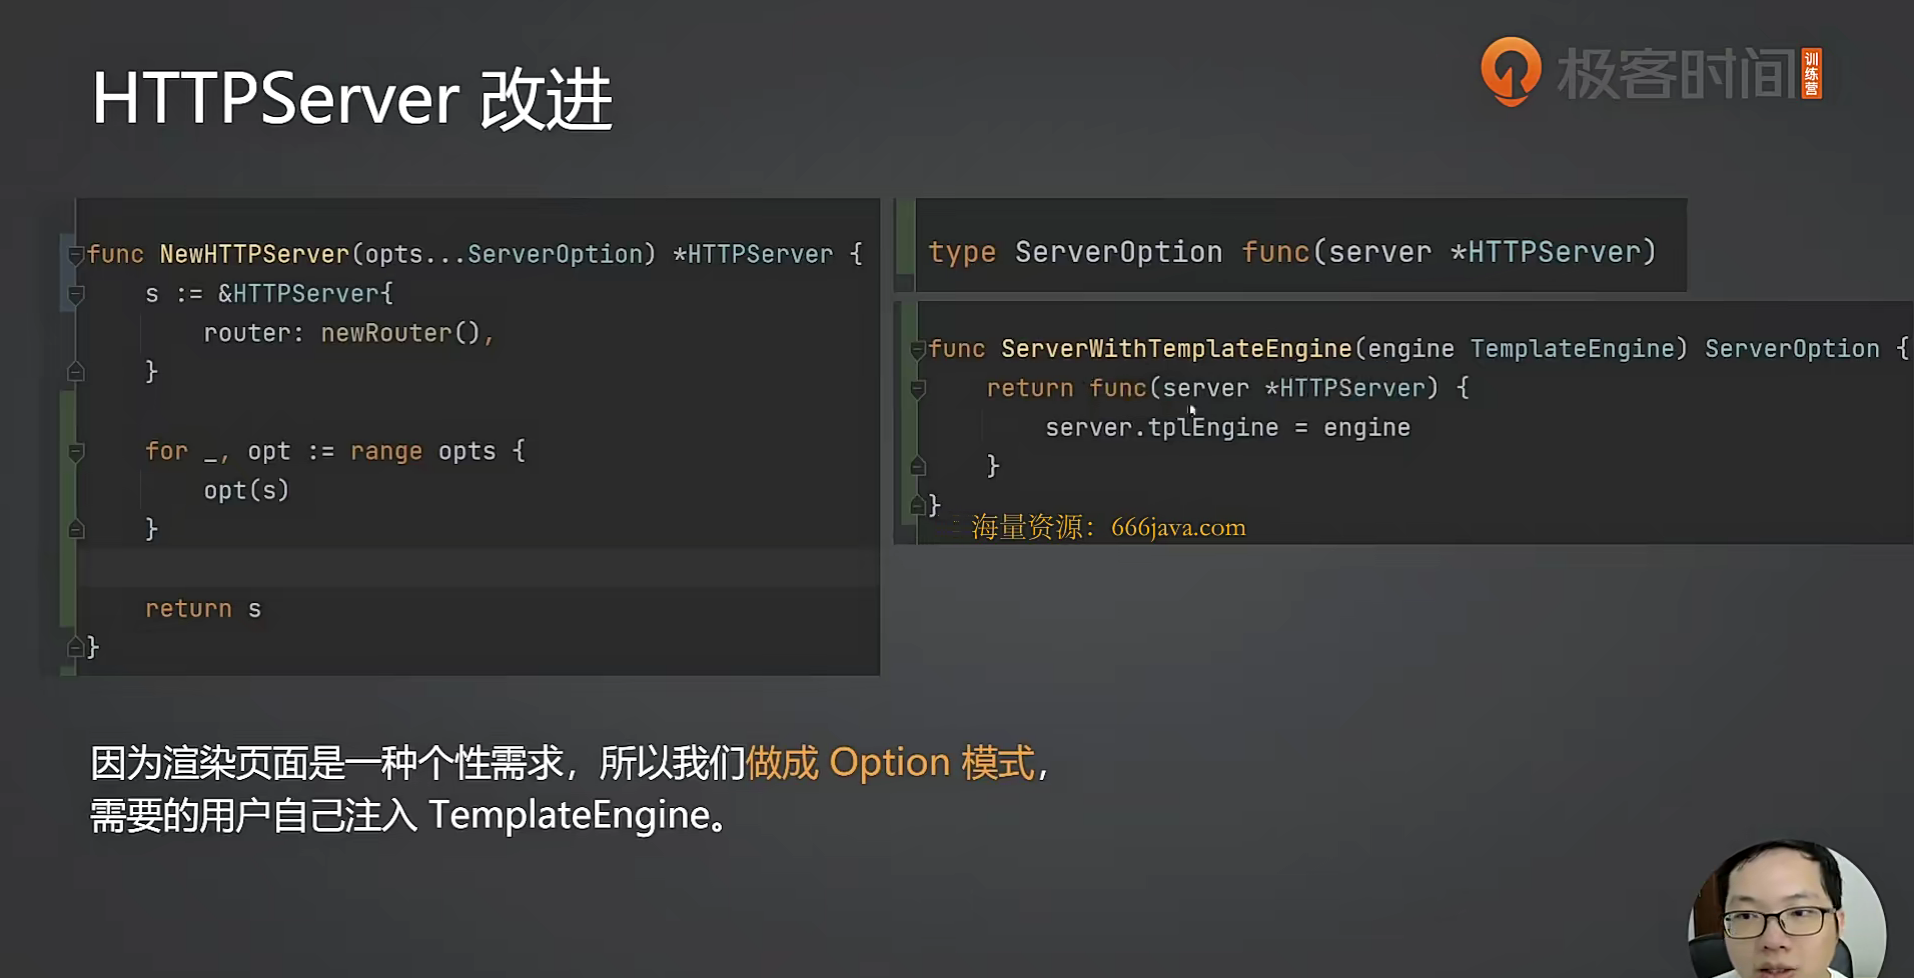 HTTPServer 改进
极客时间
训练营
func NewHTTPServer(opts...ServerOption) *HTTPServer {
s := &HTTPServer{
router: newRouter(),
}
for _, opt := range opts {
opt(s)
}
return s
}
type ServerOption func(server *HTTPServer)
func ServerWithTemplateEngine(engine TemplateEngine) ServerOption {
return func(server *HTTPServer) {
server.tplEngine = engine
}
}
海量资源：666java.com
因为渲染页面是一种个性需求，所以我们做成 Option 模式，
需要的用户自己注入 TemplateEngine。